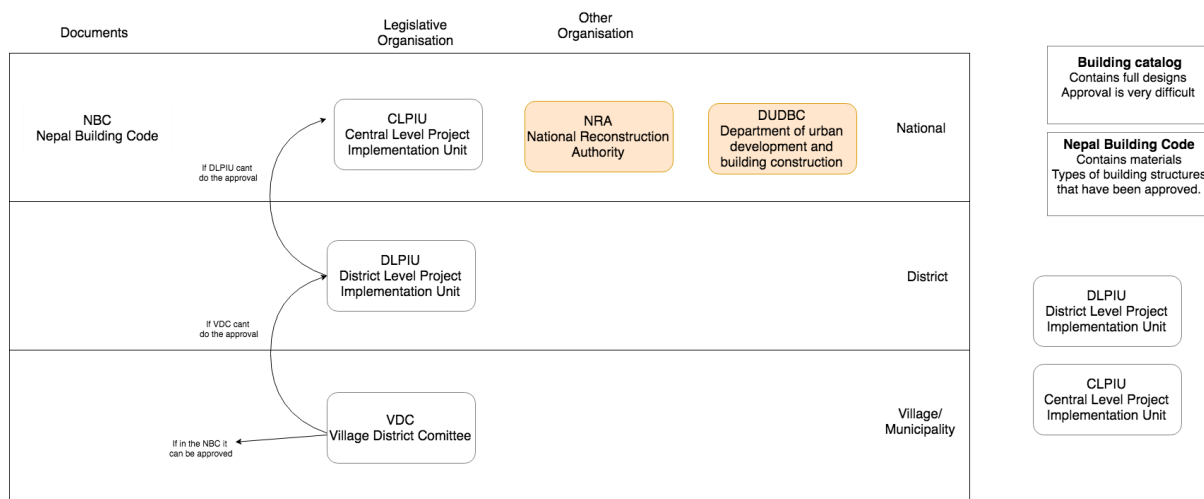 Documents
Legislative
Organisation
Other
Organisation
NBC
Nepal Building Code
CLPIU
Central Level Project
Implementation Unit
NRA
National Reconstruction
Authority
DUDBC
Department of urban
development and
building construction
National
If DLPIU cant
do the approval
DLPIU
District Level Project
Implementation Unit
District
If VDC cant
do the approval
VDC
Village District Comittee
Village/
Municipality
If in the NBC it
can be approved
Building catalog
Contains full designs
Approval is very difficult
Nepal Building Code
Contains materials
Types of building structures
that have been approved.
DLPIU
District Level Project
Implementation Unit
CLPIU
Central Level Project
Implementation Unit